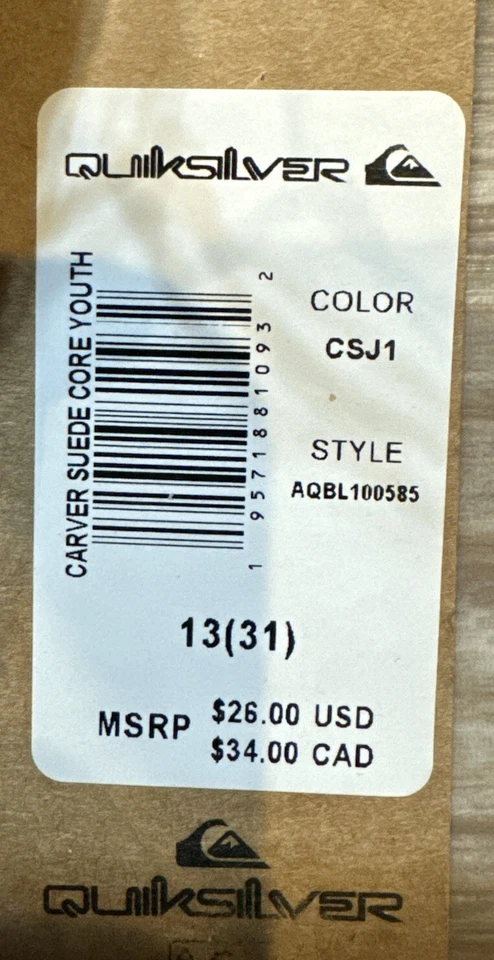 QUIKSILVER
CARVER SUEDE CORE YOUTH
1 95718 81093 2
COLOR
CSJ1
STYLE
AQBL100585
13(31)
MSRP $26.00 USD
$34.00 CAD
QUIKSILVER